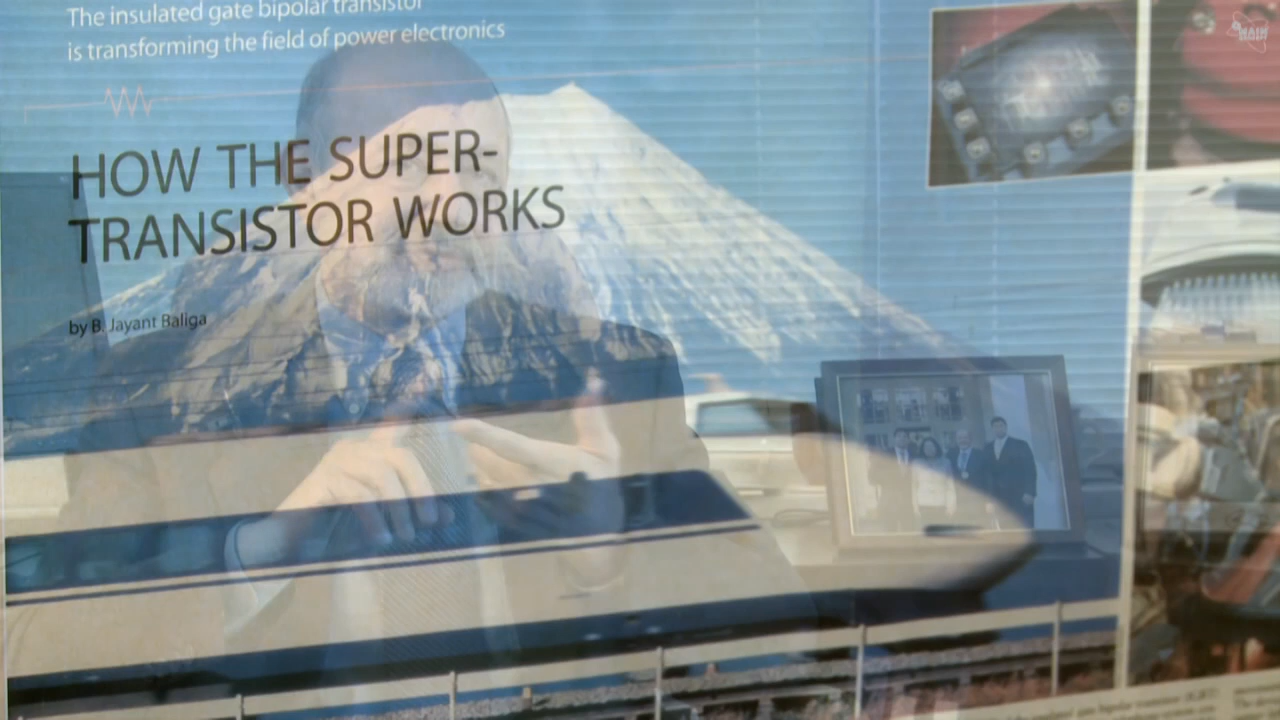 The insulated gate bipolar transistor
is transforming the field of power electronics
HOW THE SUPER-
TRANSISTOR WORKS
by B. Jayant Baliga